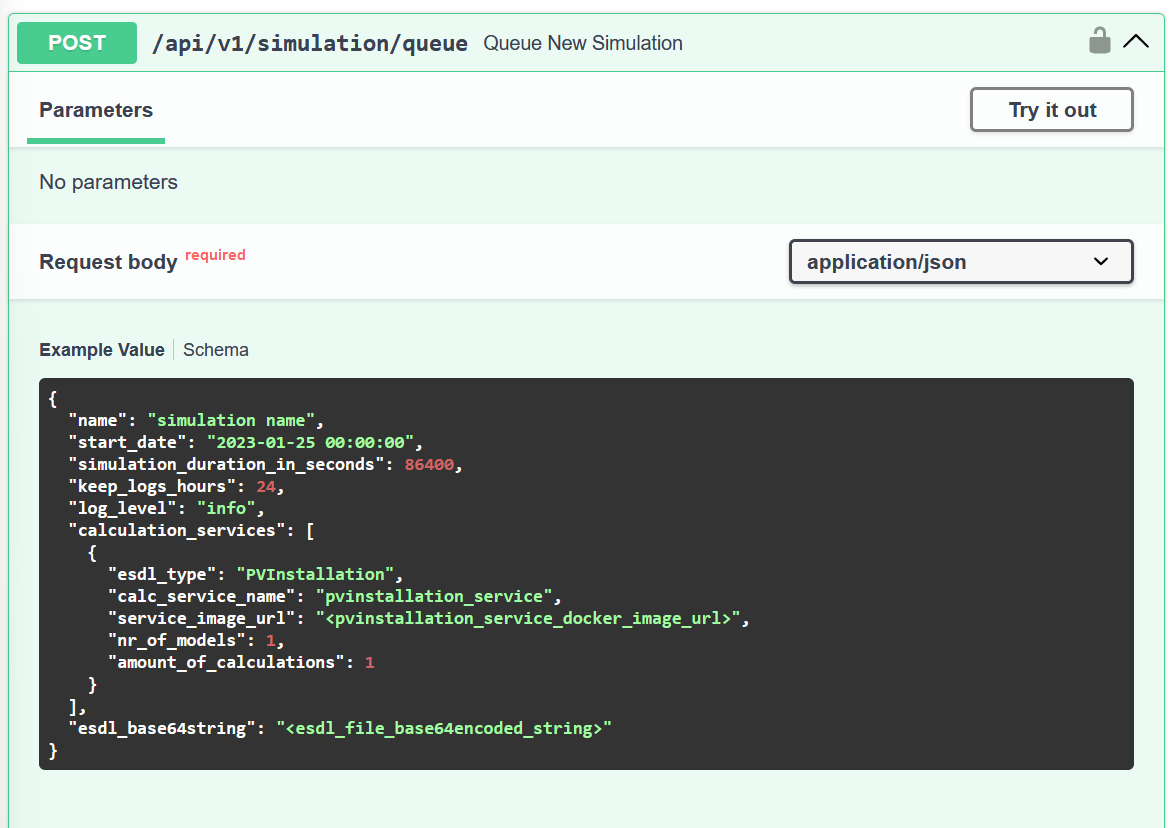 POST /api/v1/simulation/queue Queue New Simulation
Parameters
Try it out
No parameters
Request body required
application/json
Example Value Schema
{
  "name": "simulation name",
  "start_date": "2023-01-25 00:00:00",
  "simulation_duration_in_seconds": 86400,
  "keep_logs_hours": 24,
  "log_level": "info",
  "calculation_services": [
    {
      "esdl_type": "PVInstallation",
      "calc_service_name": "pvinstallation_service",
      "service_image_url": "<pvinstallation_service_docker_image_url>",
      "nr_of_models": 1,
      "amount_of_calculations": 1
    }
  ],
  "esdl_base64string": "<esdl_file_base64encoded_string>"
}